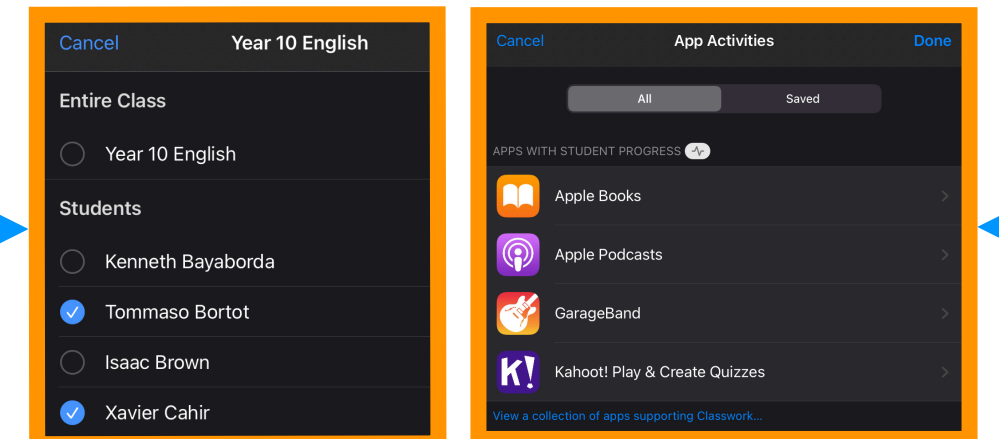 Cancel Year 10 English
Entire Class
Year 10 English
Students
Kenneth Bayaborda
Tommaso Bortot
Isaac Brown
Xavier Cahir
Cancel App Activities Done
All Saved
APPS WITH STUDENT PROGRESS
Apple Books
Apple Podcasts
GarageBand
K! Kahoot! Play & Create Quizzes
View a collection of apps supporting Classwork...